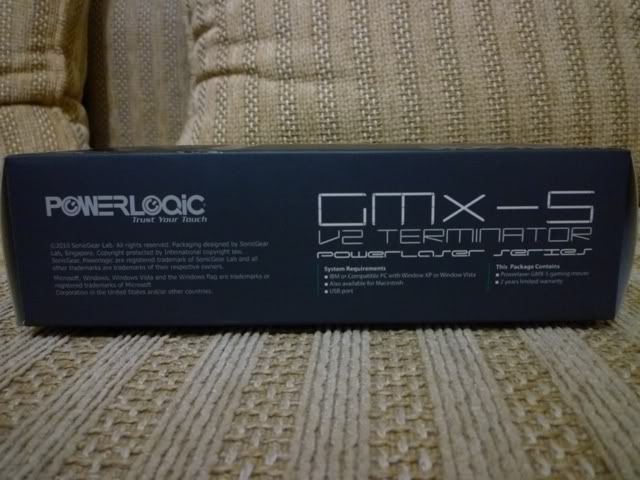 POWERLOGIC
Trust Your Touch
©2010 SonicGear Lab. All rights reserved. Packaging designed by SonicGear
Lab, Singapore. Copyright protected by International copyright law.
SonicGear, Powerlogic are registered trademark of SonicGear Lab and all
other trademarks are trademarks of their respective owners.
Microsoft, Windows, Windows Vista and the Windows flag are trademarks or
registered trademarks of Microsoft
Corporation in the United States and/or other countries.
GMX-5
V2 TERMINATOR
POWERLASER SERIES
System Requirements
▪ IBM or Compatible PC with Window XP or Window Vista
▪ Also available for Macintosh
▪ USB port
This Package Contains
▪ Powerlaser GMX-5 gaming mouse
▪ 2 years limited warranty